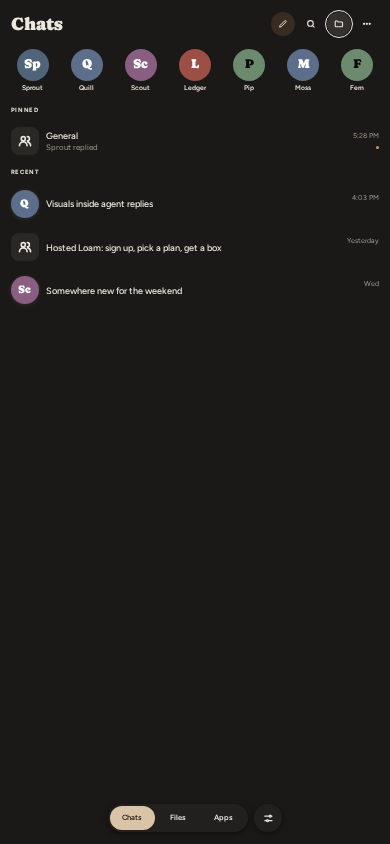 Chats
Sp Q Sc L P M F
Sprout Quill Scout Ledger Pip Moss Fern
PINNED
General 5:28 PM
Sprout replied
RECENT
Q Visuals inside agent replies 4:03 PM
Hosted Loam: sign up, pick a plan, get a box Yesterday
Sc Somewhere new for the weekend Wed
Chats Files Apps